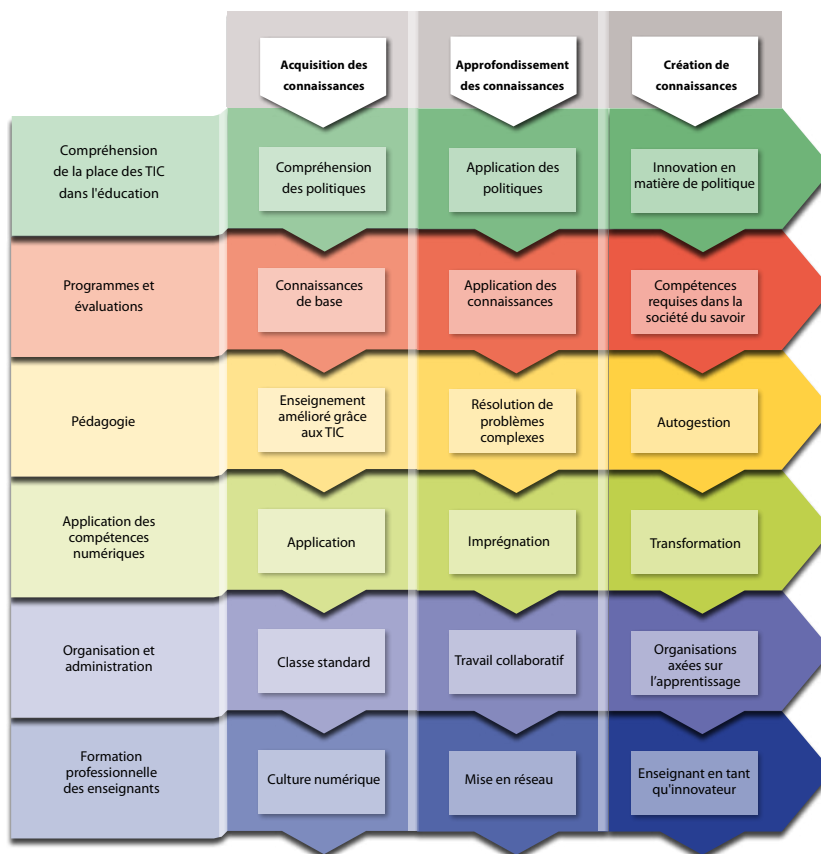 Acquisition des
connaissances
Approfondissement
des connaissances
Création de
connaissances
Compréhension
de la place des TIC
dans l'éducation
Compréhension
des politiques
Application des
politiques
Innovation en
matière de politique
Programmes et
évaluations
Connaissances
de base
Application des
connaissances
Compétences
requises dans la
société du savoir
Pédagogie
Enseignement
amélioré grâce
aux TIC
Résolution de
problèmes
complexes
Autogestion
Application des
compétences
numériques
Application
Imprégnation
Transformation
Organisation et
administration
Classe standard
Travail collaboratif
Organisations
axées sur
l'apprentissage
Formation
professionnelle
des enseignants
Culture numérique
Mise en réseau
Enseignant en tant
qu'innovateur